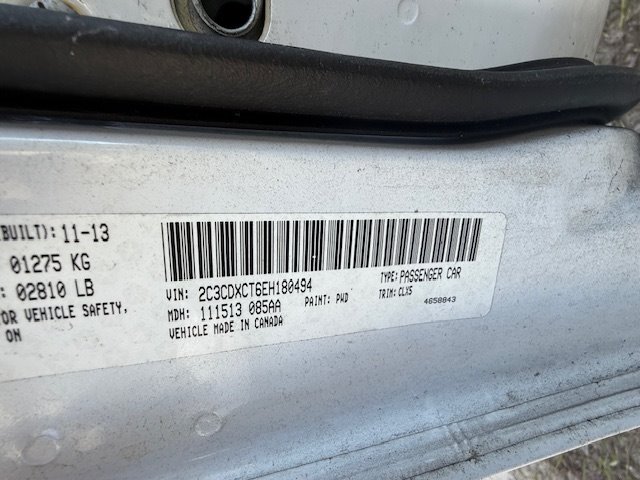 (BUILT): 11-13
01275 KG
02810 LB
OR VEHICLE SAFETY,
ON
VIN: 2C3CDXCT6EH180494
TYPE: PASSENGER CAR
MDH: 111513 085AA
PAINT: PWD
TRIM: CLX5
VEHICLE MADE IN CANADA
4658843